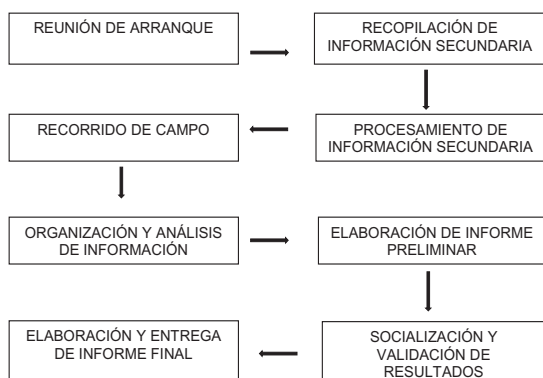 REUNIÓN DE ARRANQUE
RECOPILACIÓN DE
INFORMACIÓN SECUNDARIA
PROCESAMIENTO DE
INFORMACIÓN SECUNDARIA
RECORRIDO DE CAMPO
ORGANIZACIÓN Y ANÁLISIS
DE INFORMACIÓN
ELABORACIÓN DE INFORME
PRELIMINAR
SOCIALIZACIÓN Y
VALIDACIÓN DE
RESULTADOS
ELABORACIÓN Y ENTREGA
DE INFORME FINAL